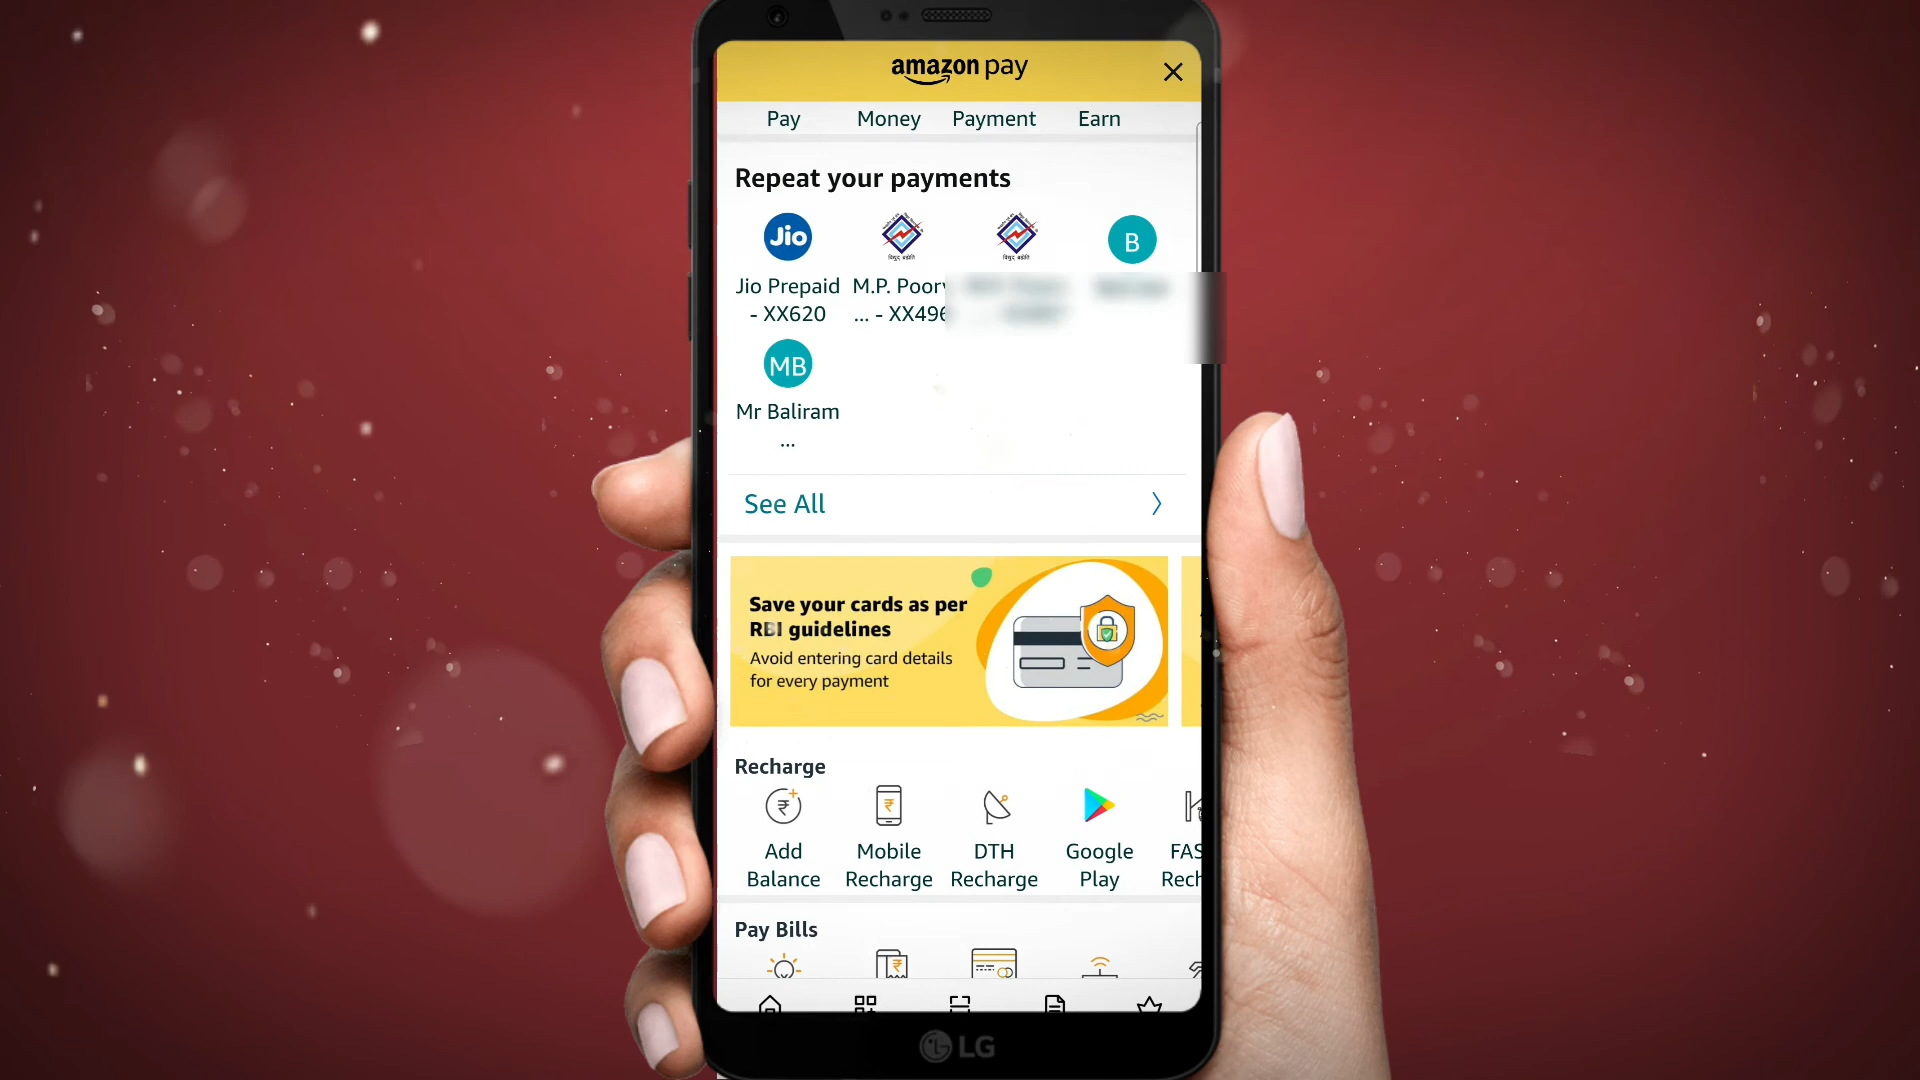 amazon pay
Pay Money Payment Earn
Repeat your payments
Jio
B
Jio Prepaid
- XX620
M.P. Poorv
... - XX496
MB
Mr Baliram
...
See All
Save your cards as per
RBI guidelines
Avoid entering card details
for every payment
Recharge
Add
Balance
Mobile
Recharge
DTH
Recharge
Google
Play
FAS
Rech
Pay Bills
LG